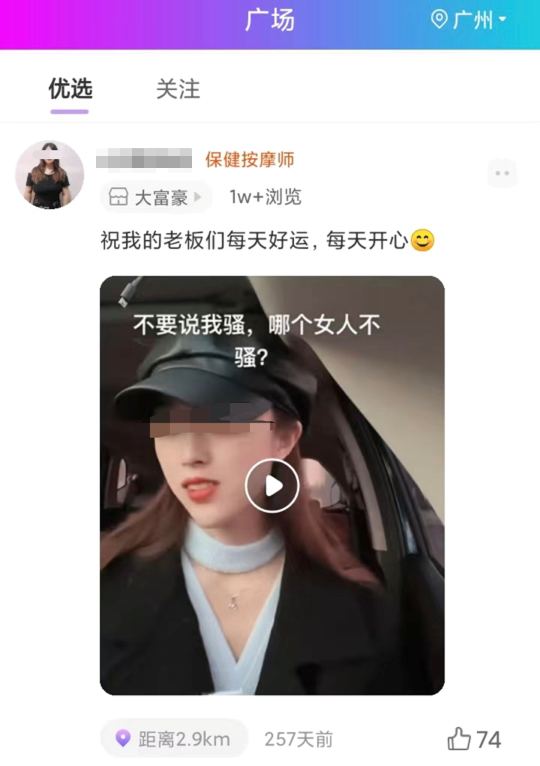 广场
广州
优选
关注
保健按摩师
大富豪
1w+浏览
祝我的老板们每天好运，每天开心😊
不要说我骚，哪个女人不
骚？
距离2.9km
257天前
74